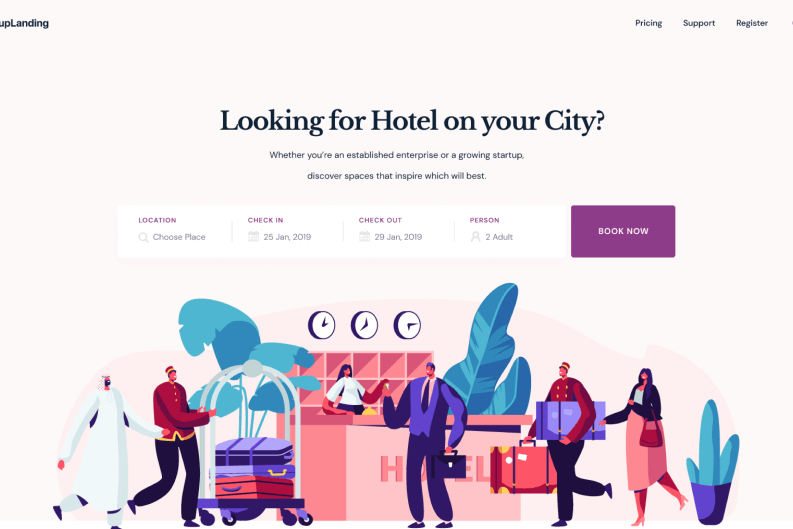 upLanding
Pricing Support Register
Looking for Hotel on your City?
Whether you're an established enterprise or a growing startup,
discover spaces that inspire which will best.
LOCATION CHECK IN CHECK OUT PERSON
Choose Place 25 Jan, 2019 29 Jan, 2019 2 Adult
BOOK NOW
H TEL